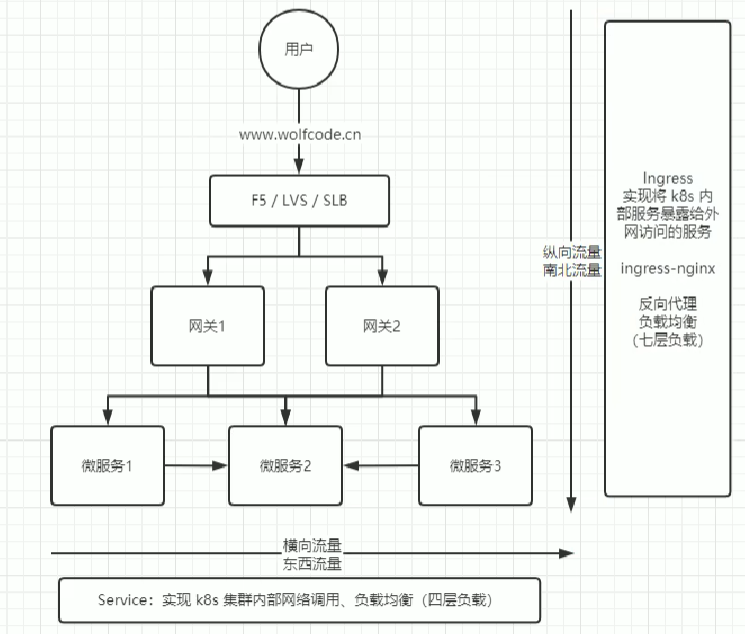 用户
www.wolfcode.cn
F5 / LVS / SLB
网关1
网关2
微服务1
微服务2
微服务3
纵向流量
南北流量
Ingress
实现将 k8s 内
部服务暴露给外
网访问的服务
ingress-nginx
反向代理
负载均衡
（七层负载）
横向流量
东西流量
Service：实现 k8s 集群内部网络调用、负载均衡（四层负载）